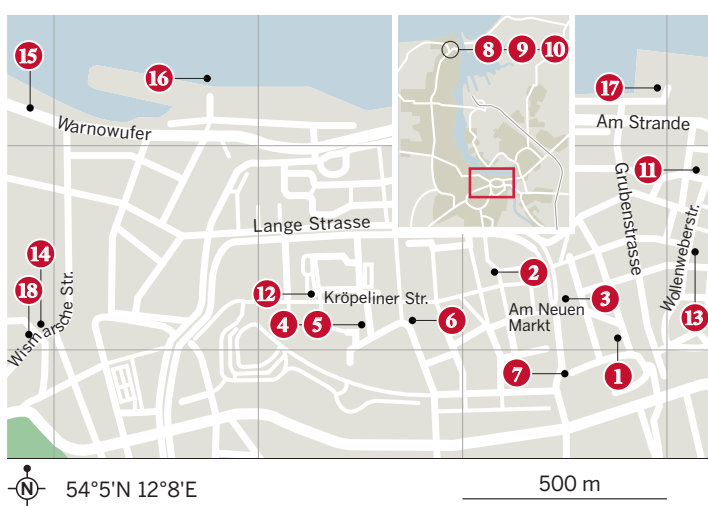 15
16
8 9 10
17
Warnowufer
Am Strande
11
Grubenstrasse
Lange Strasse
Wollenweberstr.
14
18
Wismarsche Str.
12
Kröpeliner Str.
2
3
Am Neuen
Markt
4 5
6
13
7
1
N
54°5'N 12°8'E
500 m